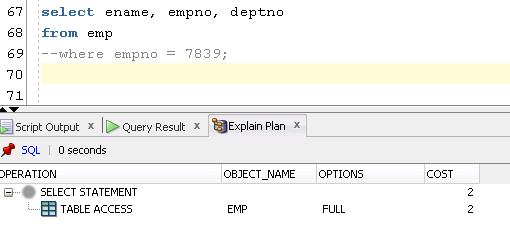 67 select ename, empno, deptno
68 from emp
69 --where empno = 7839;
70
71
Script Output x Query Result x Explain Plan x
SQL | 0 seconds
OPERATION OBJECT_NAME OPTIONS COST
SELECT STATEMENT 2
TABLE ACCESS EMP FULL 2